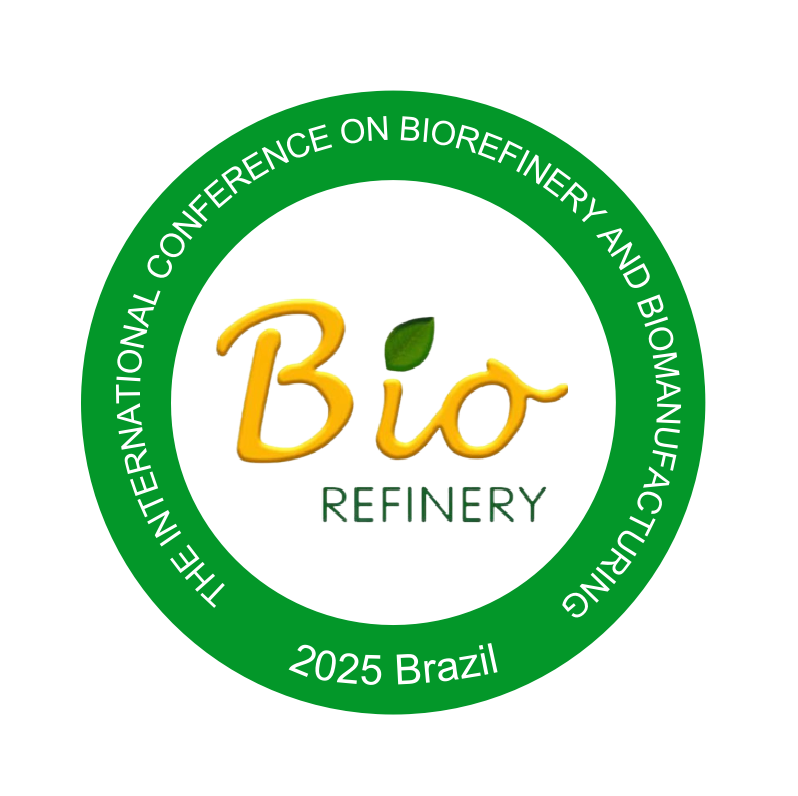 THE INTERNATIONAL CONFERENCE ON BIOREFINERY AND BIOMANUFACTURING
Bio
REFINERY
2025 Brazil